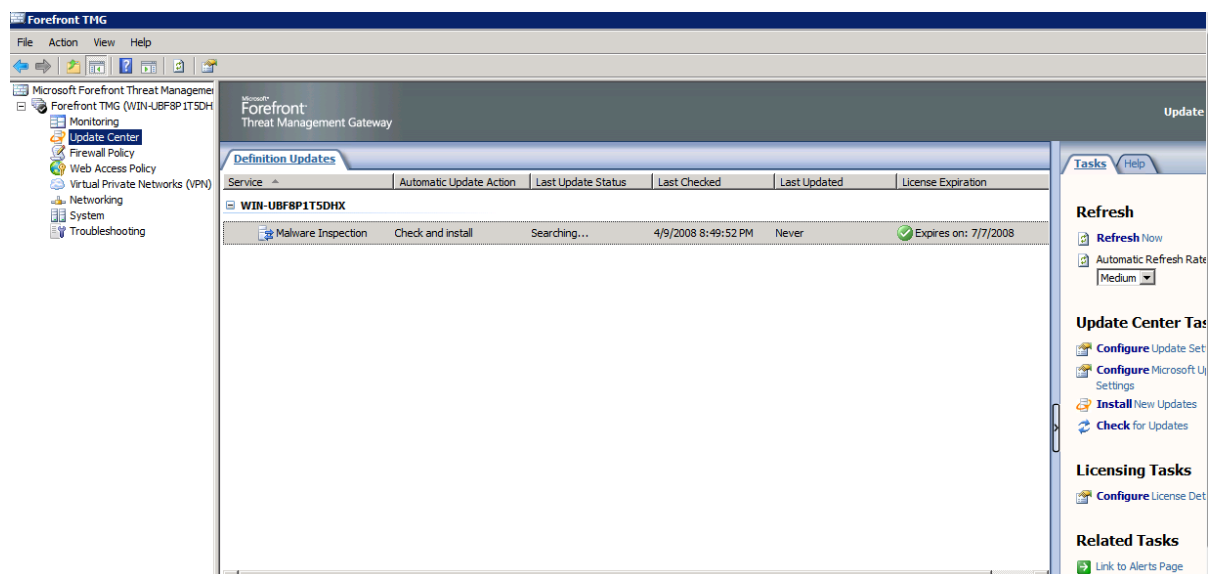 Forefront TMG
File Action View Help
Microsoft Forefront Threat Managemei
Forefront TMG (WIN-UBF8P1T5DH
Monitoring
Update Center
Firewall Policy
Web Access Policy
Virtual Private Networks (VPN)
Networking
System
Troubleshooting
Microsoft
Forefront
Threat Management Gateway
Update
Definition Updates
Service Automatic Update Action Last Update Status Last Checked Last Updated License Expiration
WIN-UBF8P1T5DHX
Malware Inspection Check and install Searching... 4/9/2008 8:49:52 PM Never Expires on: 7/7/2008
Tasks Help
Refresh
Refresh Now
Automatic Refresh Rate
Medium
Update Center Tas
Configure Update Set
Configure Microsoft U
Settings
Install New Updates
Check for Updates
Licensing Tasks
Configure License Det
Related Tasks
Link to Alerts Page